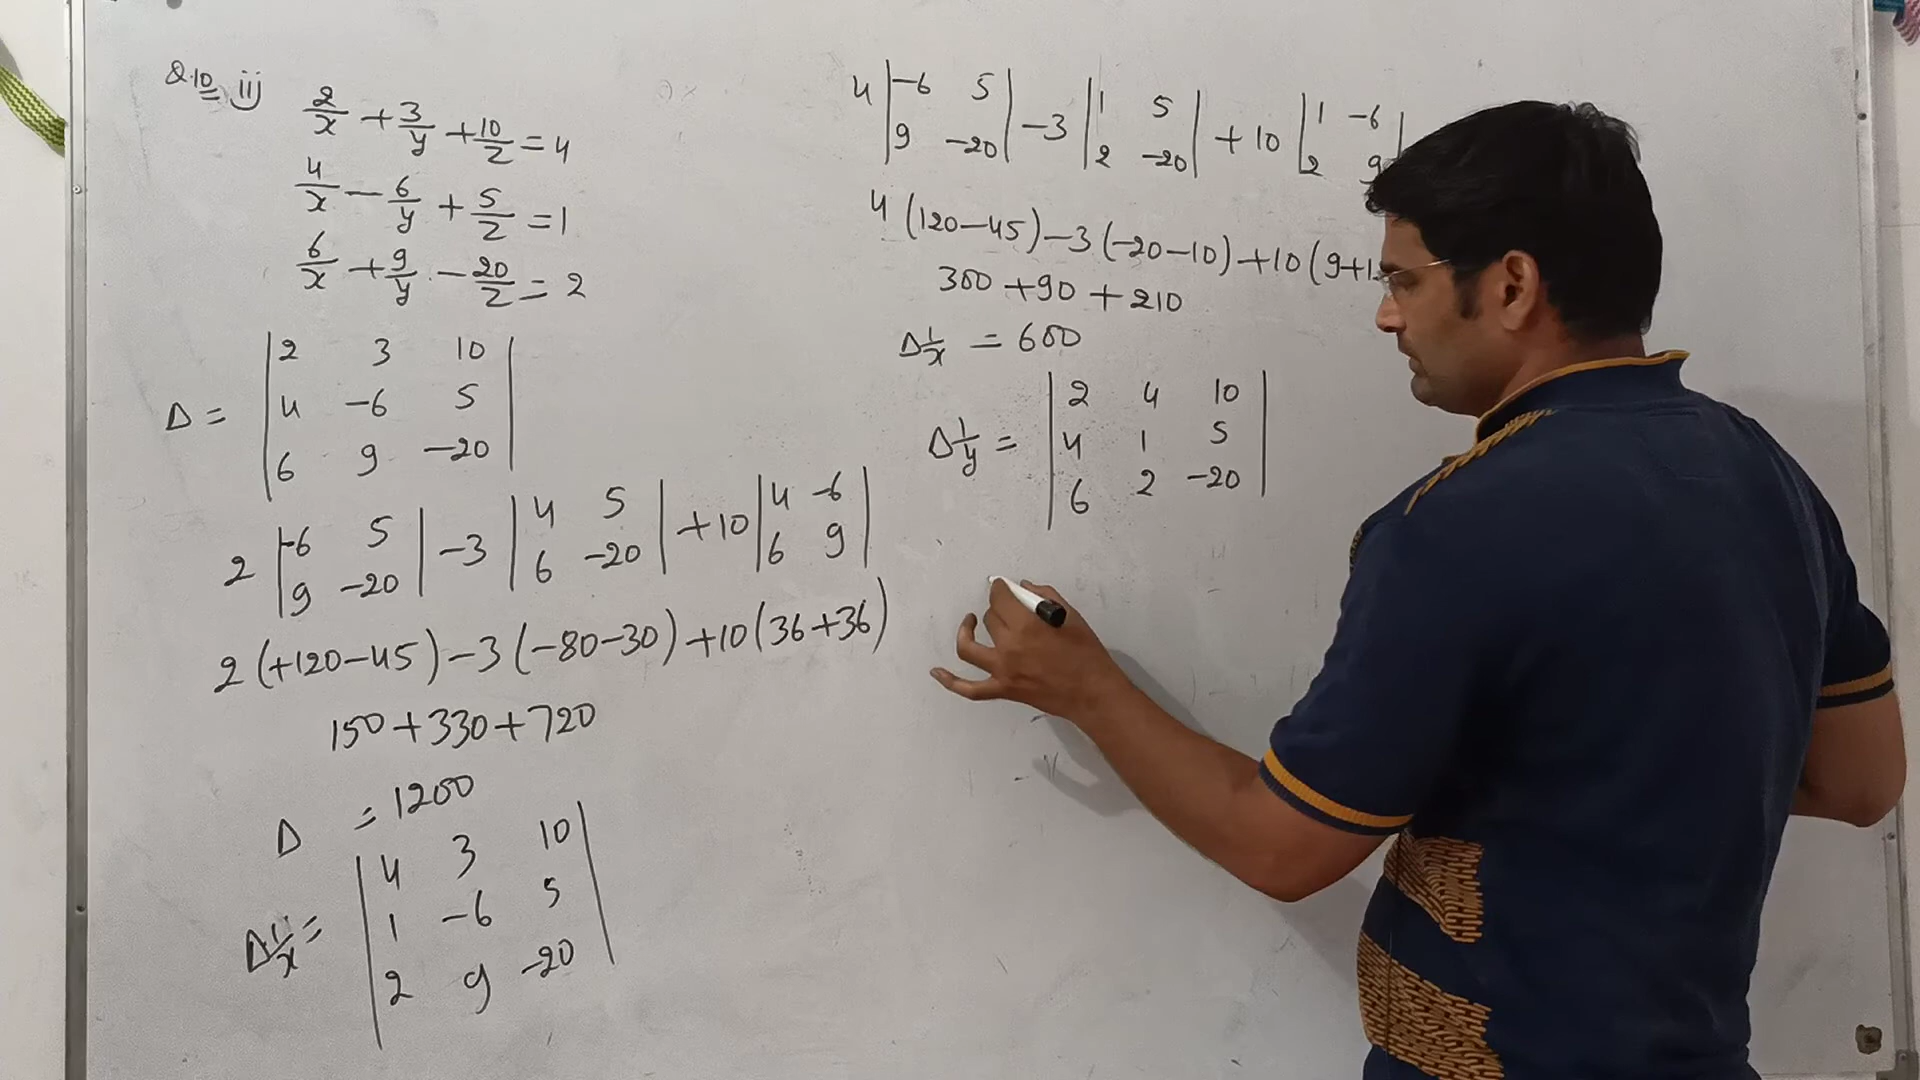 Q.10 ii)
2/x + 3/y + 10/z = 4
4/x - 6/y + 5/z = 1
6/x + 9/y - 20/z = 2
Δ = | 2 3 10 |
| 4 -6 5 |
| 6 9 -20 |
2 | -6 5 | -3 | 4 5 | +10 | 4 -6 |
| 9 -20 | | 6 -20 | | 6 9 |
2 (+120-45) -3 (-80-30) +10 (36+36)
150+330+720
Δ = 1200
Δ1/x = | 4 3 10 |
| 1 -6 5 |
| 2 9 -20 |
4 | -6 5 | -3 | 1 5 | +10 | 1 -6 |
| 9 -20 | | 2 -20 | | 2 9
4 (120-45) -3 (-20-10) +10 (9+1
300 +90 +210
Δ1/x = 600
Δ1/y = | 2 4 10 |
| 4 1 5 |
| 6 2 -20 |